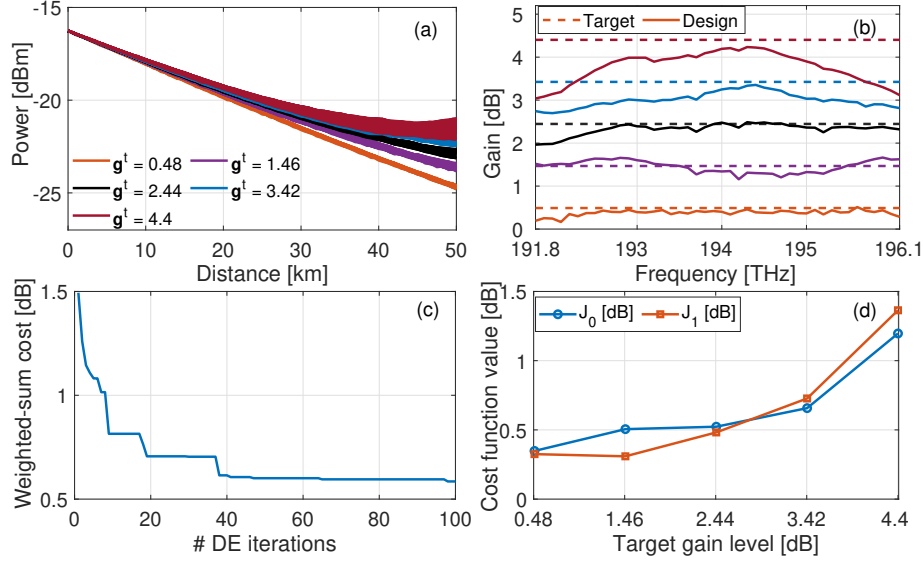 (a)
Power [dBm]
-15
-20
-25
g^t = 0.48
g^t = 1.46
g^t = 2.44
g^t = 3.42
g^t = 4.4
0 10 20 30 40 50
Distance [km]
(b)
Target Design
Gain [dB]
5
4
3
2
1
0
191.8 193 194 195 196.1
Frequency [THz]
(c)
Weighted-sum cost [dB]
1.5
1
0.5
0 20 40 60 80 100
# DE iterations
(d)
J_0 [dB] J_1 [dB]
Cost function value [dB]
1.5
1
0.5
0
0.48 1.46 2.44 3.42 4.4
Target gain level [dB]